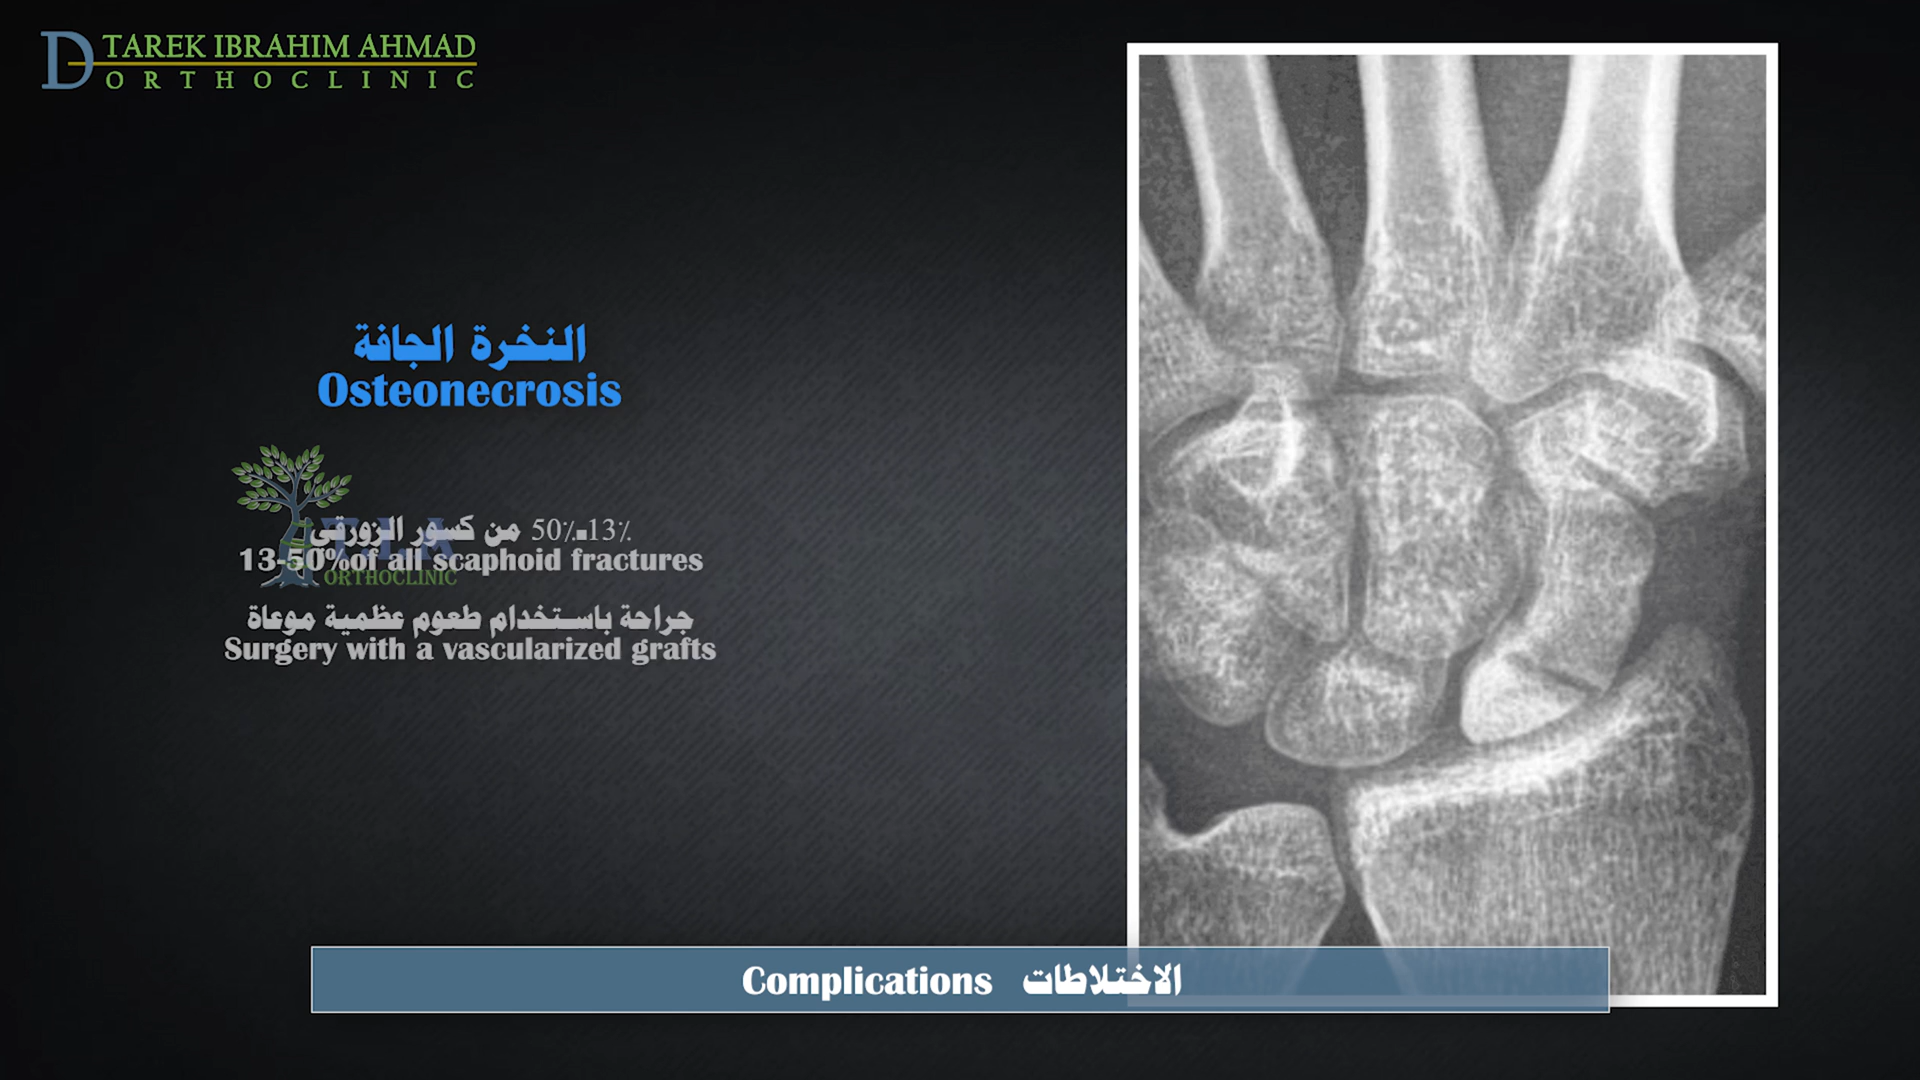 D TAREK IBRAHIM AHMAD
ORTHOCLINIC
النخرة الجافة
Osteonecrosis
13٪-50٪ من كسور الزورقي
13-50%of all scaphoid fractures
TIA
ORTHOCLINIC
جراحة باستخدام طعوم عظمية موعاة
Surgery with a vascularized grafts
Complications الاختلاطات